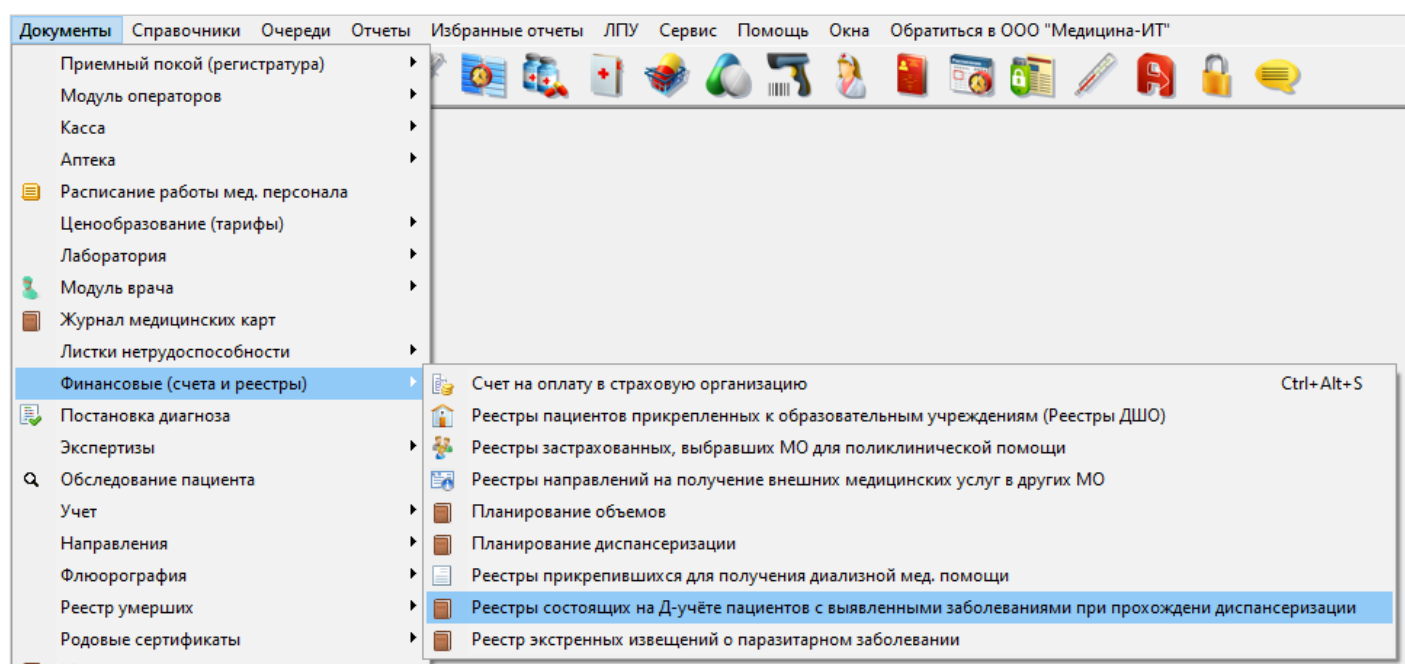 Документы Справочники Очереди Отчеты Избранные отчеты ЛПУ Сервис Помощь Окна Обратиться в ООО "Медицина-ИТ"
Приемный покой (регистратура)
Модуль операторов
Касса
Аптека
Расписание работы мед. персонала
Ценообразование (тарифы)
Лаборатория
Модуль врача
Журнал медицинских карт
Листки нетрудоспособности
Финансовые (счета и реестры)
Постановка диагноза
Экспертизы
Обследование пациента
Учет
Направления
Флюорография
Реестр умерших
Родовые сертификаты
Счет на оплату в страховую организацию Ctrl+Alt+S
Реестры пациентов прикрепленных к образовательным учреждениям (Реестры ДШО)
Реестры застрахованных, выбравших МО для поликлинической помощи
Реестры направлений на получение внешних медицинских услуг в других МО
Планирование объемов
Планирование диспансеризации
Реестры прикрепившихся для получения диализной мед. помощи
Реестры состоящих на Д-учёте пациентов с выявленными заболеваниями при прохождени диспансеризации
Реестр экстренных извещений о паразитарном заболевании